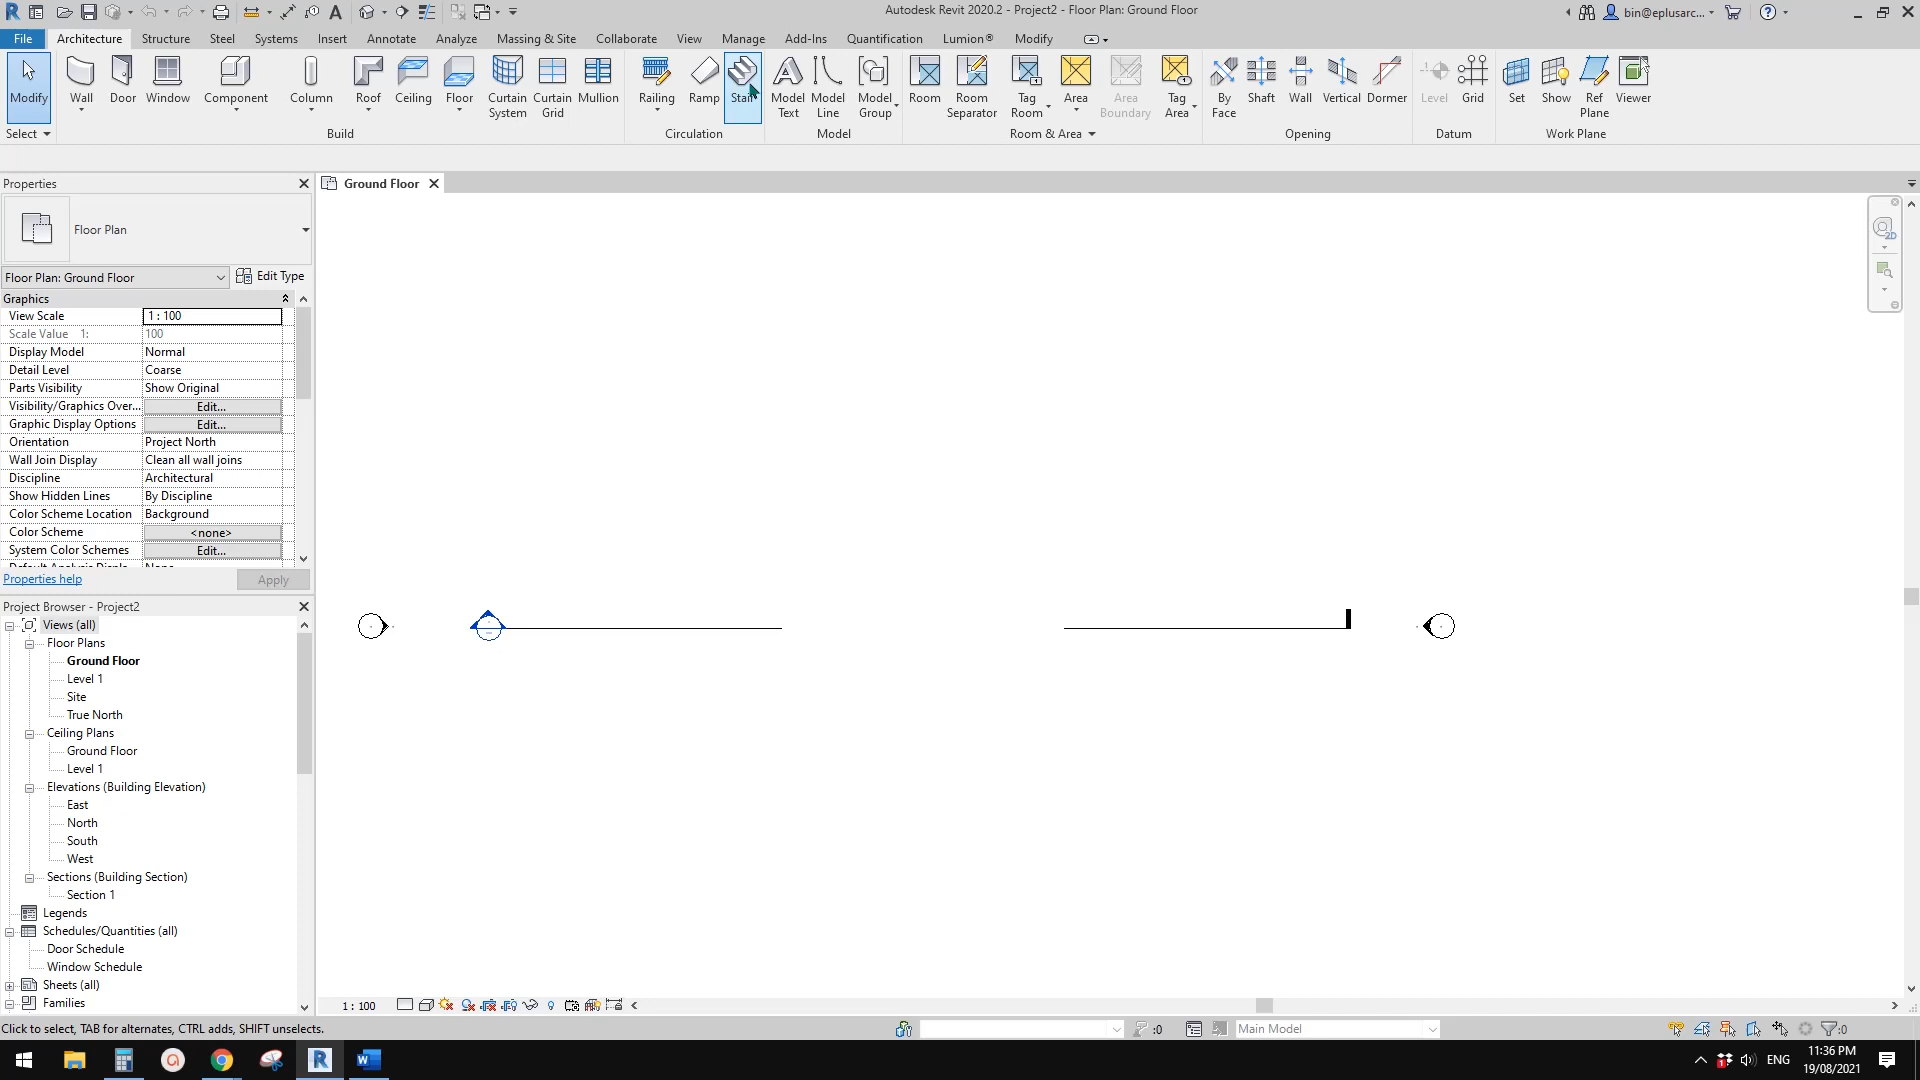 Autodesk Revit 2020.2 - Project2 - Floor Plan: Ground Floor
bin@eplusarc...
File Architecture Structure Steel Systems Insert Annotate Analyze Massing & Site Collaborate View Manage Add-Ins Quantification Lumion® Modify
Modify Wall Door Window Component Column Roof Ceiling Floor Curtain System Curtain Grid Mullion Railing Ramp Stair Model Text Model Line Model Group Room Room Separator Tag Room Area Area Boundary Tag Area By Face Shaft Wall Vertical Dormer Level Grid Set Show Ref Plane Viewer
Select Build Circulation Model Room & Area Opening Datum Work Plane
Properties
Ground Floor
Floor Plan
Floor Plan: Ground Floor Edit Type
Graphics
View Scale 1 : 100
Scale Value 1: 100
Display Model Normal
Detail Level Coarse
Parts Visibility Show Original
Visibility/Graphics Over... Edit...
Graphic Display Options Edit...
Orientation Project North
Wall Join Display Clean all wall joins
Discipline Architectural
Show Hidden Lines By Discipline
Color Scheme Location Background
Color Scheme <none>
System Color Schemes Edit...
Properties help Apply
Project Browser - Project2
Views (all)
Floor Plans
Ground Floor
Level 1
Site
True North
Ceiling Plans
Ground Floor
Level 1
Elevations (Building Elevation)
East
North
South
West
Sections (Building Section)
Section 1
Legends
Schedules/Quantities (all)
Door Schedule
Window Schedule
Sheets (all)
Families
1 : 100
Click to select, TAB for alternates, CTRL adds, SHIFT unselects.
:0
Main Model
:0
ENG
11:36 PM
19/08/2021